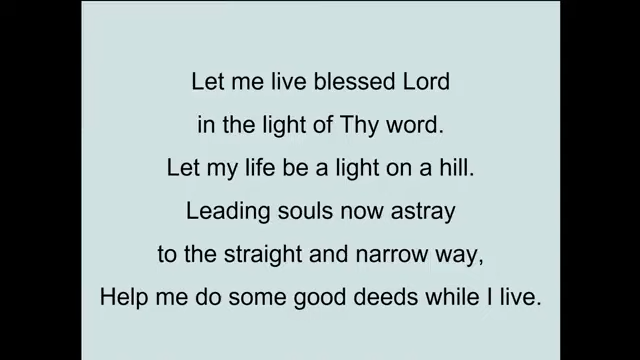 Let me live blessed Lord
in the light of Thy word.
Let my life be a light on a hill.
Leading souls now astray
to the straight and narrow way,
Help me do some good deeds while I live.